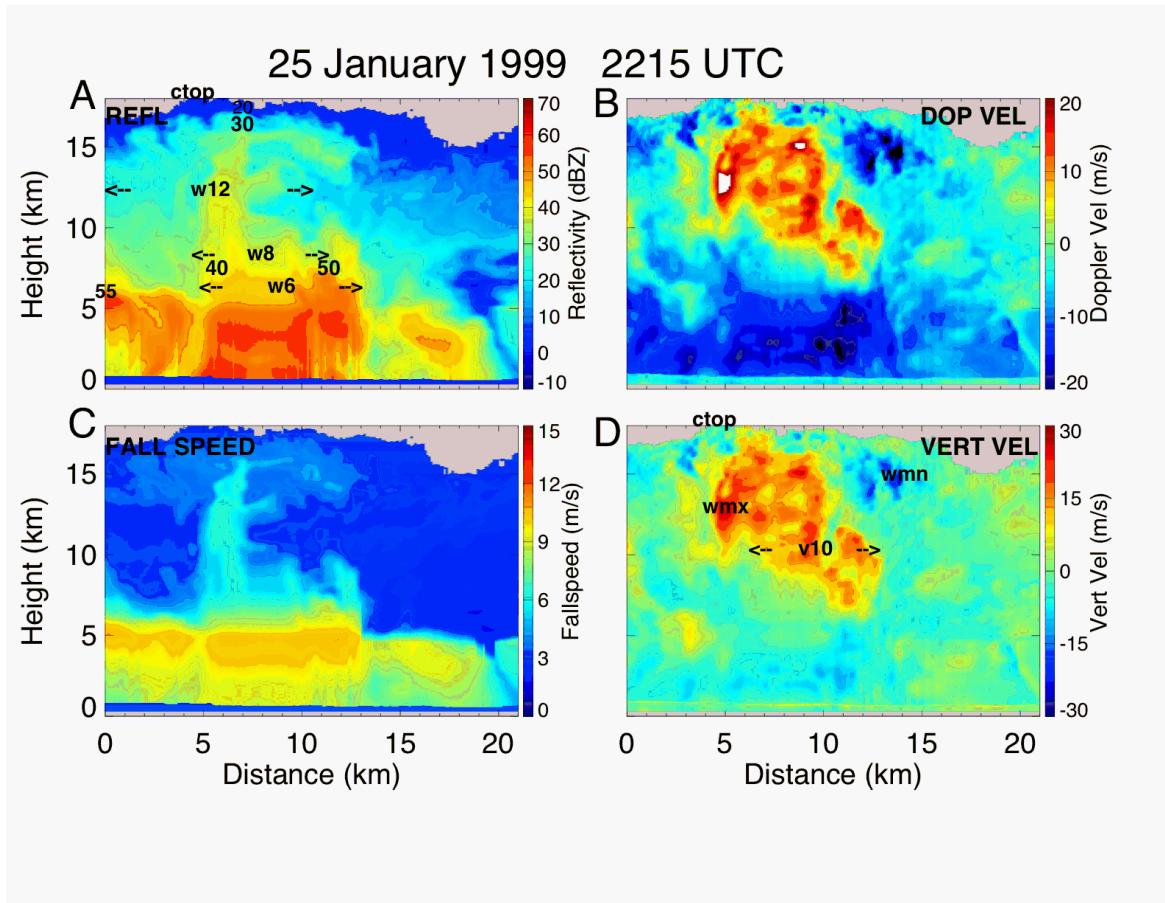 25 January 1999 2215 UTC
A
ctop
REFL
20
30
<-- w12 -->
<-- w8 -->
40 50
55
<-- w6 -->
Height (km)
15
10
5
0
70
60
50
40
30
20
10
0
-10
Reflectivity (dBZ)
B
DOP VEL
20
10
0
-10
-20
Doppler Vel (m/s)
C
FALL SPEED
Height (km)
15
10
5
0
0 5 10 15 20
Distance (km)
15
12
9
6
3
0
Fallspeed (m/s)
D
ctop
VERT VEL
wmn
wmx
<-- v10 -->
0 5 10 15 20
Distance (km)
30
15
0
-15
-30
Vert Vel (m/s)